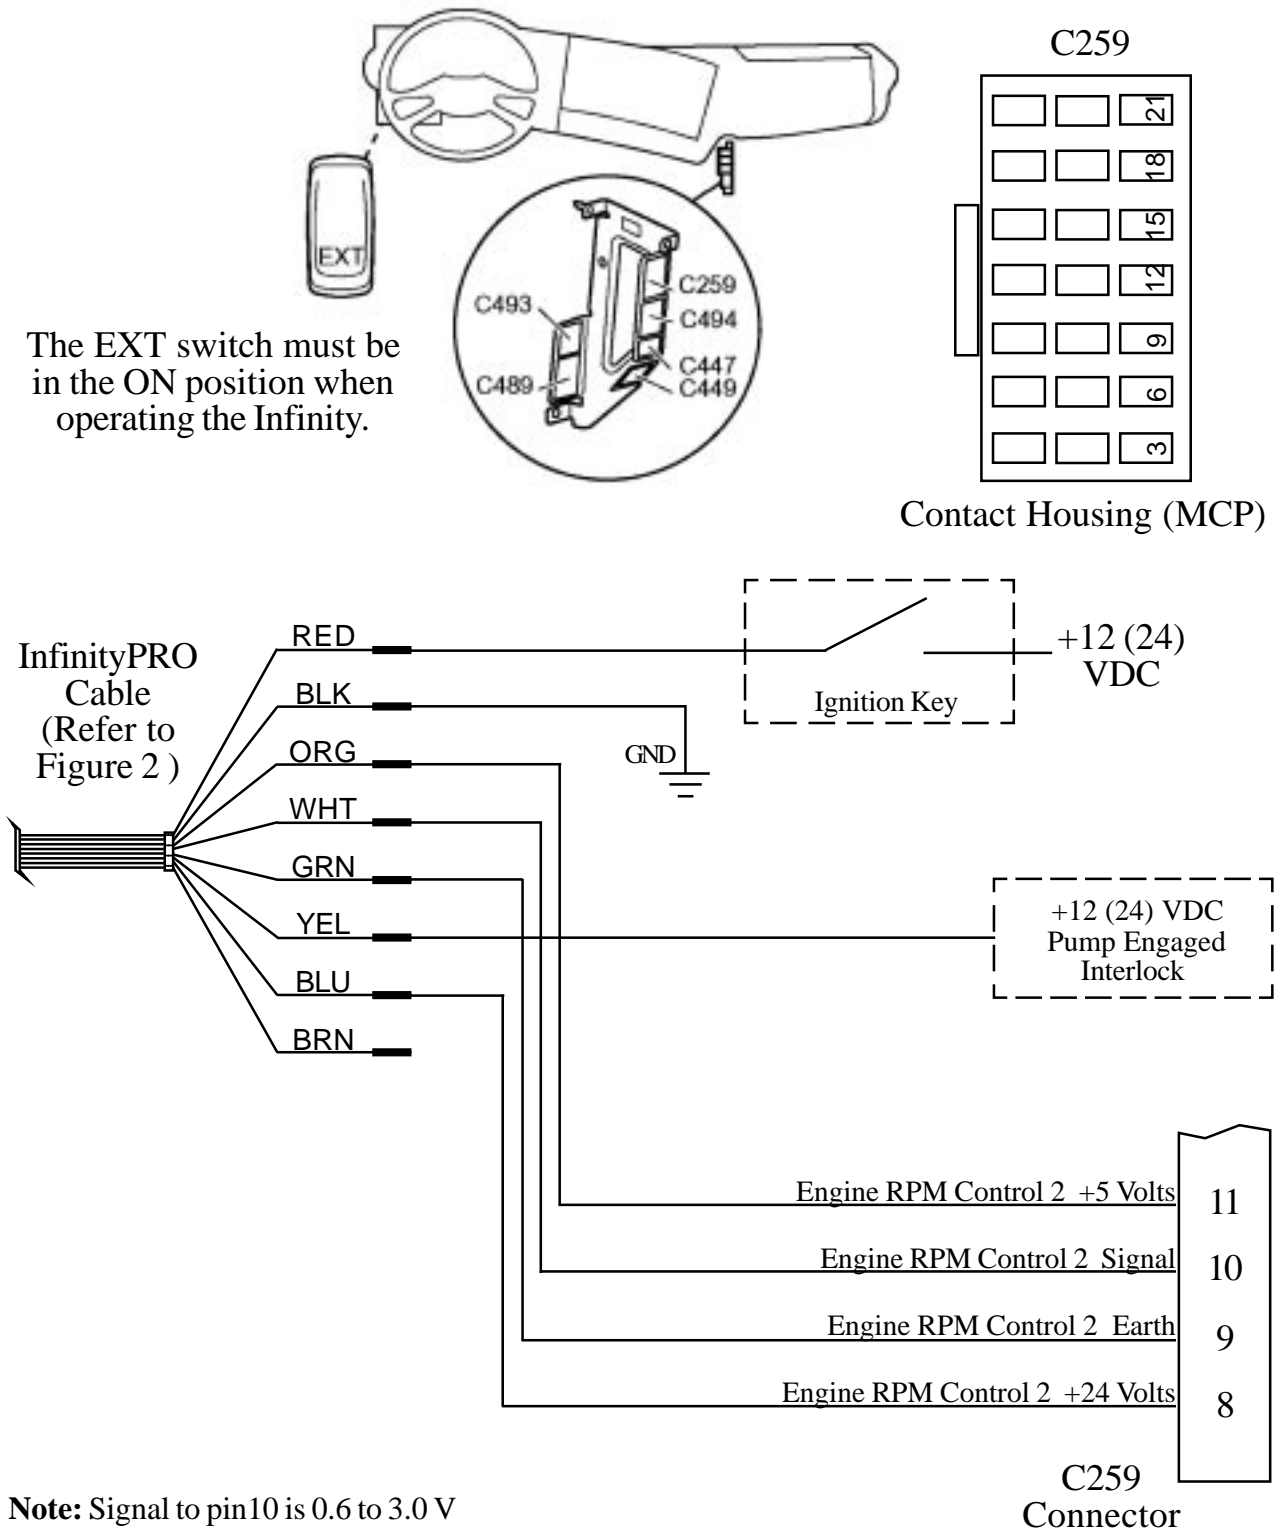 C259
21
18
15
12
9
6
3
EXT
C493
C489
C259
C494
C447
C449
The EXT switch must be
in the ON position when
operating the Infinity.
Contact Housing (MCP)
InfinityPRO
Cable
(Refer to
Figure 2 )
RED
BLK
ORG
WHT
GRN
YEL
BLU
BRN
GND
Ignition Key
+12 (24)
VDC
+12 (24) VDC
Pump Engaged
Interlock
Engine RPM Control 2 +5 Volts 11
Engine RPM Control 2 Signal 10
Engine RPM Control 2 Earth 9
Engine RPM Control 2 +24 Volts 8
C259
Connector
Note: Signal to pin10 is 0.6 to 3.0 V